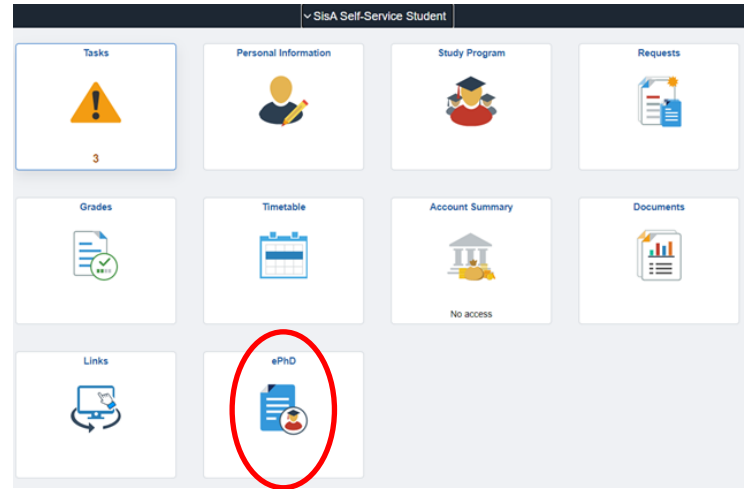 SisA Self-Service Student
Tasks
Personal Information
Study Program
Requests
3
Grades
Timetable
Account Summary
Documents
No access
Links
ePhD